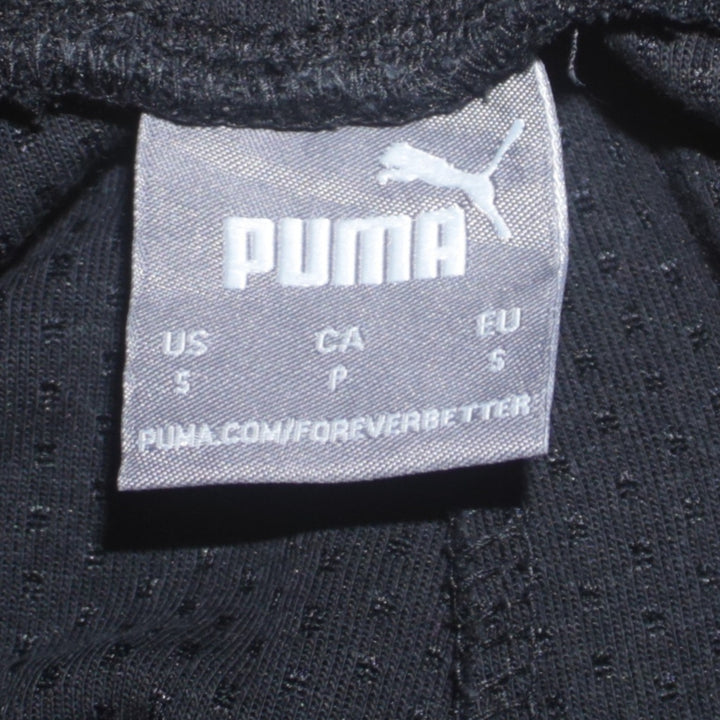 PUMA
US CA EU
S P S
PUMA.COM/FOREVERBETTER